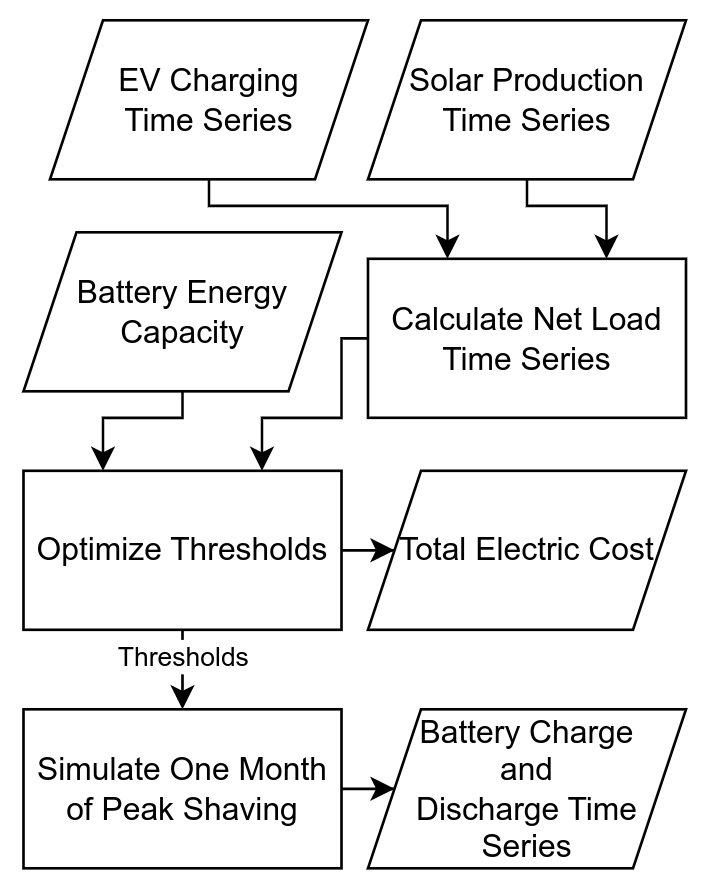 EV Charging
Time Series
Solar Production
Time Series
Battery Energy
Capacity
Calculate Net Load
Time Series
Optimize Thresholds
Total Electric Cost
Thresholds
Simulate One Month
of Peak Shaving
Battery Charge
and
Discharge Time
Series